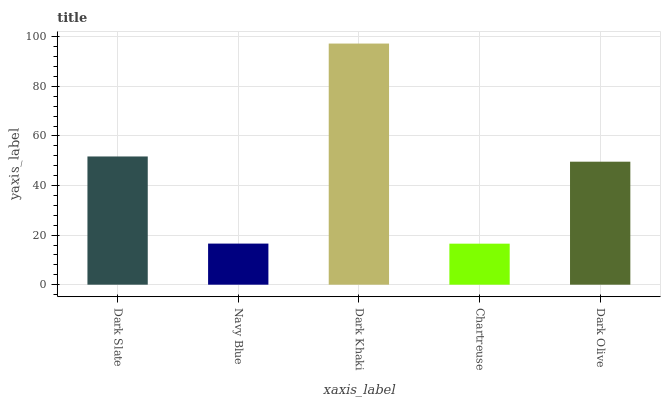 title
yaxis_label
100
80
60
40
20
0
Dark Slate
Navy Blue
Dark Khaki
Chartreuse
Dark Olive
xaxis_label